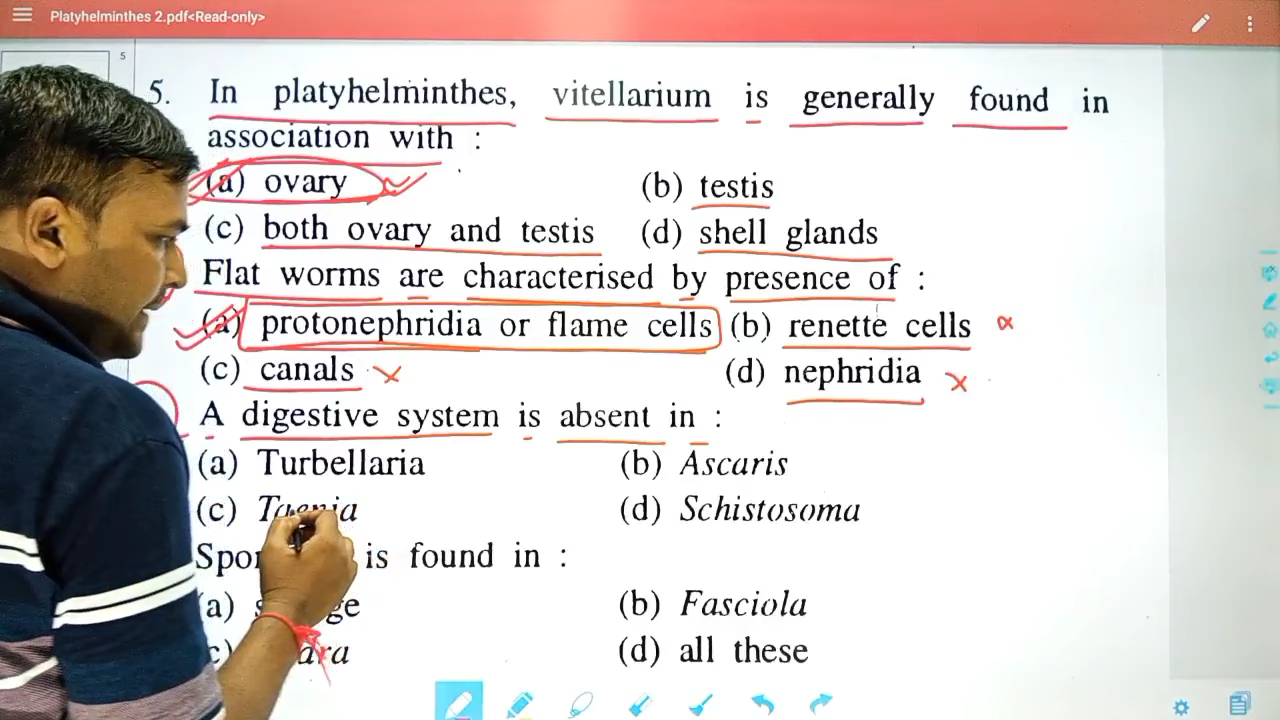 Platyhelminthes 2.pdf<Read-only>
5
5. In platyhelminthes, vitellarium is generally found in
association with :
(a) ovary (b) testis
(c) both ovary and testis (d) shell glands
Flat worms are characterised by presence of :
(a) protonephridia or flame cells (b) renette cells
(c) canals (d) nephridia
A digestive system is absent in :
(a) Turbellaria (b) Ascaris
(c) Taenia (d) Schistosoma
is found in :
(a) (b) Fasciola
(d) all these